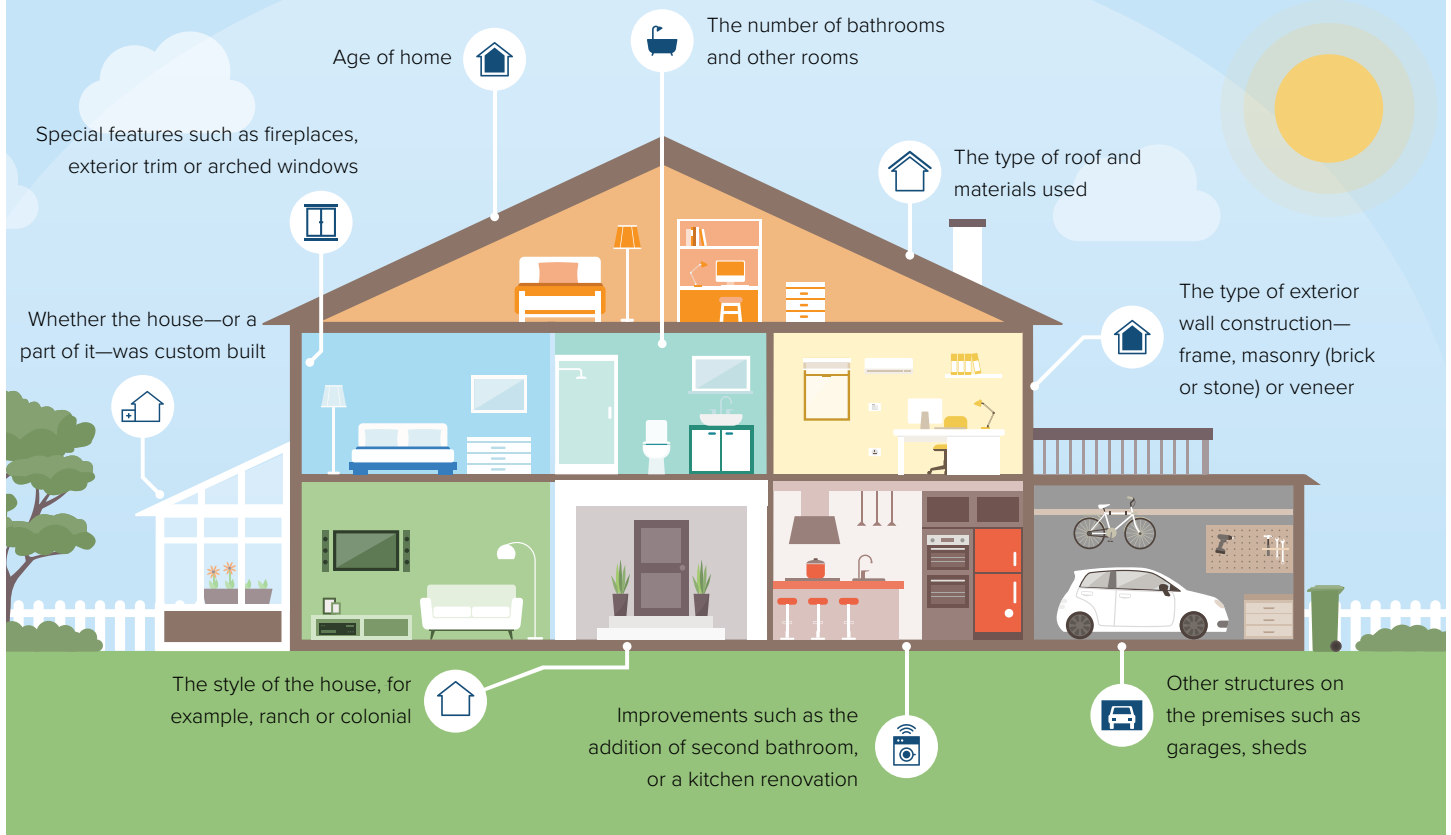 Age of home
The number of bathrooms
and other rooms
Special features such as fireplaces,
exterior trim or arched windows
The type of roof and
materials used
Whether the house—or a
part of it—was custom built
The type of exterior
wall construction—
frame, masonry (brick
or stone) or veneer
The style of the house, for
example, ranch or colonial
Improvements such as the
addition of second bathroom,
or a kitchen renovation
Other structures on
the premises such as
garages, sheds